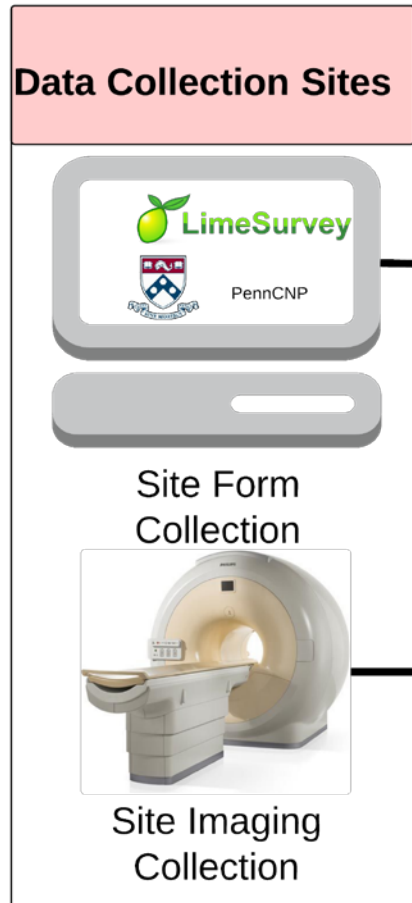 Data Collection Sites
LimeSurvey
PennCNP
Site Form
Collection
Site Imaging
Collection